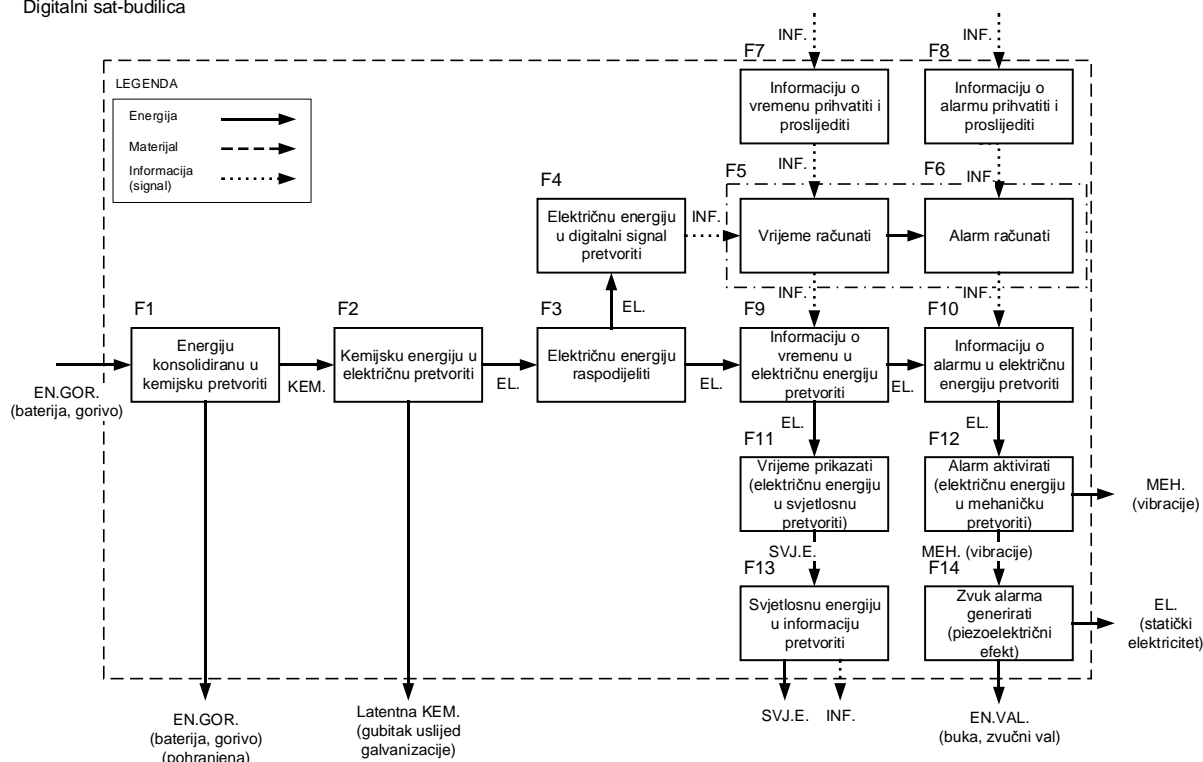 Digitalni sat-budilica
INF.
INF.
F7
F8
LEGENDA
Energija
Materijal
Informacija
(signal)
Informaciju o
vremenu prihvatiti i
proslijediti
Informaciju o
alarmu prihvatiti i
proslijediti
INF.
INF.
F4
F5
F6
Električnu energiju
u digitalni signal
pretvoriti
INF.
Vrijeme računati
Alarm računati
EL.
INF.
INF.
F1
F2
F3
F9
F10
Energiju
konsolidiranu u
kemijsku pretvoriti
Kemijsku energiju u
električnu pretvoriti
Električnu energiju
raspodijeliti
Informaciju o
vremenu u
električnu energiju
pretvoriti
Informaciju o
alarmu u električnu
energiju pretvoriti
EN.GOR.
(baterija, gorivo)
KEM.
EL.
EL.
EL.
EL.
EL.
F11
F12
Vrijeme prikazati
(električnu energiju
u svjetlosnu
pretvoriti)
Alarm aktivirati
(električnu energiju
u mehaničku
pretvoriti)
MEH.
(vibracije)
SVJ.E.
MEH. (vibracije)
F13
F14
Svjetlosnu energiju
u informaciju
pretvoriti
Zvuk alarma
generirati
(piezoelektrični
efekt)
EL.
(statički
elektricitet)
EN.GOR.
(baterija, gorivo)
(pohranjena)
Latentna KEM.
(gubitak uslijed
galvanizacije)
SVJ.E.
INF.
EN.VAL.
(buka, zvučni val)